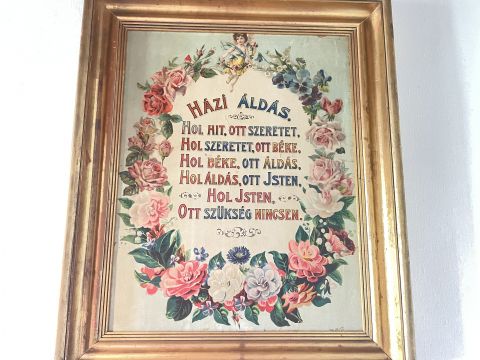 HÁZI ÁLDÁS.
HOL HIT, OTT SZERETET,
HOL SZERETET, OTT BÉKE,
HOL BÉKE, OTT ÁLDÁS,
HOL ÁLDÁS, OTT JSTEN,
HOL JSTEN,
OTT SZÜKSÉG NINCSEN.